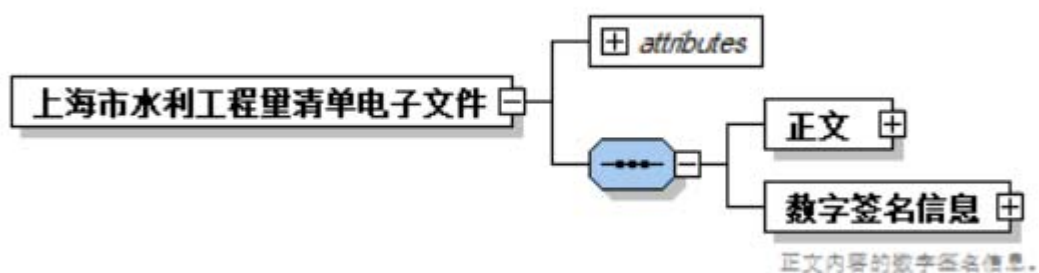 attributes
上海市水利工程量清单电子文件
正文
数字签名信息
正文内容的数字签名信息。